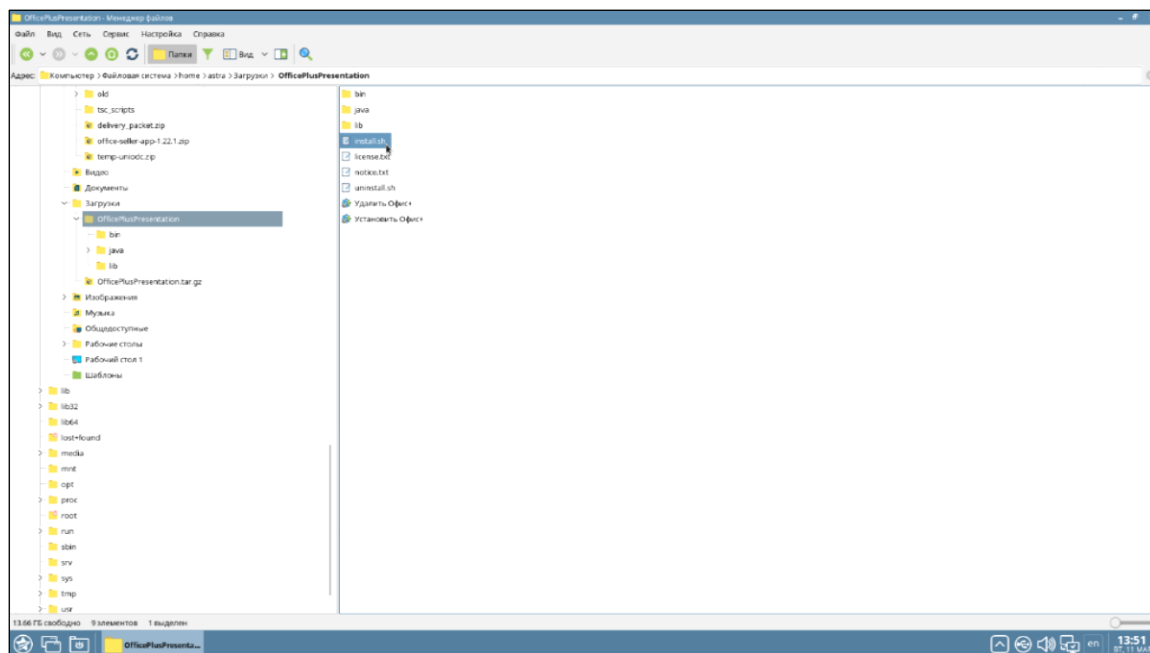 OfficePlusPresentation - Менеджер файлов
Файл Вид Сеть Сервис Настройка Справка
Папки Вид
Адрес: Компьютер > Файловая система > home > astra > Загрузки > OfficePlusPresentation
old
tsc_scripts
delivery_packet.zip
office-seller-app-1.22.1.zip
temp-uniodc.zip
Видео
Документы
Загрузки
OfficePlusPresentation
bin
java
lib
OfficePlusPresentation.tar.gz
Изображения
Музыка
Общедоступные
Рабочие столы
Рабочий стол 1
Шаблоны
lib
lib32
lib64
lost+found
media
mnt
opt
proc
root
run
sbin
srv
sys
tmp
usr
bin
java
lib
install.sh
license.txt
notice.txt
uninstall.sh
Удалить Офис+
Установить Офис+
13.66 ГБ свободно 9 элементов 1 выделен
OfficePlusPresenta...
en
13:51
ВТ, 11 МАР